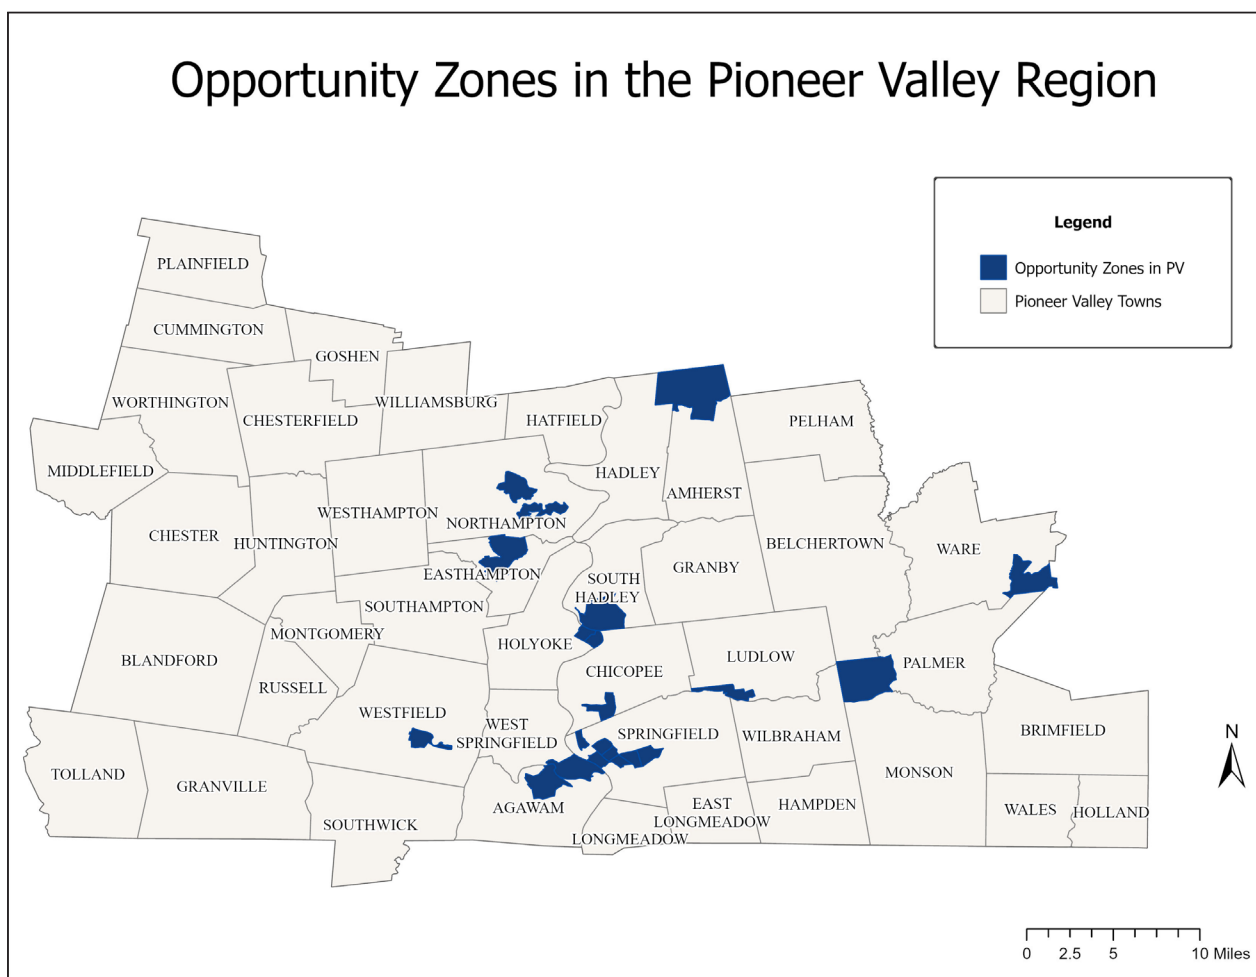 Opportunity Zones in the Pioneer Valley Region
Legend
Opportunity Zones in PV
Pioneer Valley Towns
PLAINFIELD
CUMMINGTON
GOSHEN
WORTHINGTON
CHESTERFIELD
WILLIAMSBURG
HATFIELD
PELHAM
MIDDLEFIELD
HADLEY
AMHERST
CHESTER
HUNTINGTON
WESTHAMPTON
NORTHAMPTON
BELCHERTOWN
WARE
EASTHAMPTON
SOUTH
HADLEY
GRANBY
SOUTHAMPTON
MONTGOMERY
HOLYOKE
BLANDFORD
RUSSELL
CHICOPEE
LUDLOW
PALMER
WESTFIELD
WEST
SPRINGFIELD
SPRINGFIELD
WILBRAHAM
BRIMFIELD
TOLLAND
GRANVILLE
MONSON
AGAWAM
EAST
LONGMEADOW
HAMPDEN
WALES
HOLLAND
SOUTHWICK
LONGMEADOW
N
0 2.5 5 10 Miles